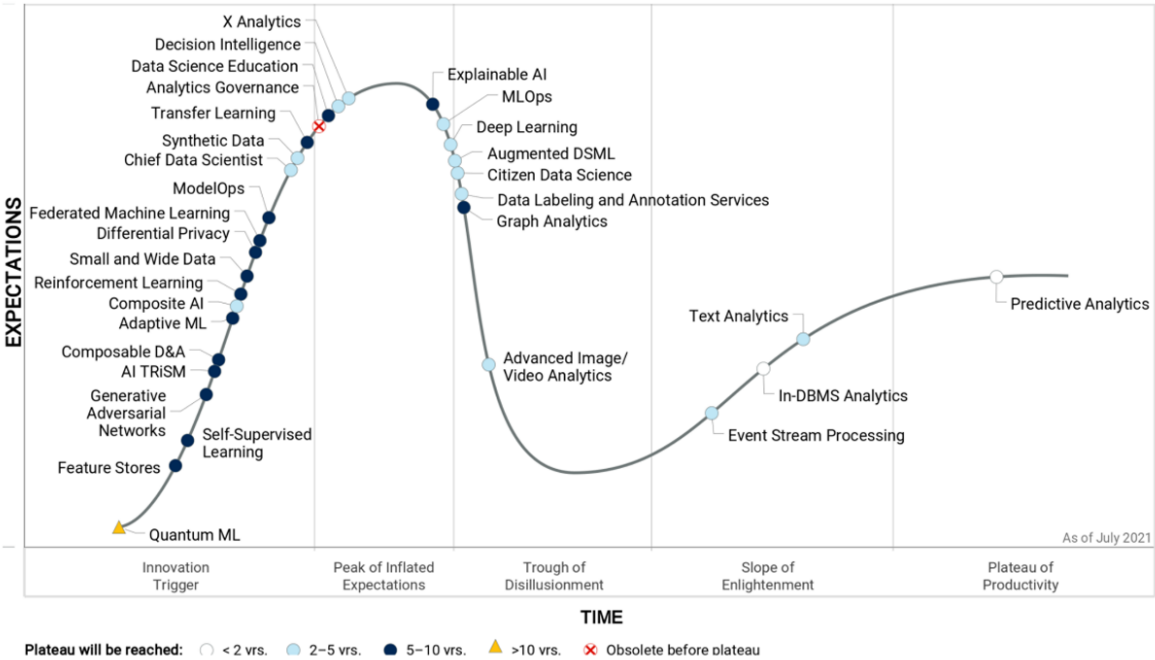 X Analytics
Decision Intelligence
Data Science Education
Analytics Governance
Transfer Learning
Synthetic Data
Chief Data Scientist
ModelOps
Federated Machine Learning
Differential Privacy
Small and Wide Data
Reinforcement Learning
Composite AI
Adaptive ML
Composable D&A
AI TRiSM
Generative
Adversarial
Networks
Self-Supervised
Learning
Feature Stores
Quantum ML
Explainable AI
MLOps
Deep Learning
Augmented DSML
Citizen Data Science
Data Labeling and Annotation Services
Graph Analytics
Advanced Image/
Video Analytics
Text Analytics
In-DBMS Analytics
Event Stream Processing
Predictive Analytics
EXPECTATIONS
As of July 2021
Innovation
Trigger
Peak of Inflated
Expectations
Trough of
Disillusionment
Slope of
Enlightenment
Plateau of
Productivity
TIME
Plateau will be reached: < 2 yrs. 2–5 yrs. 5–10 yrs. >10 yrs. Obsolete before plateau